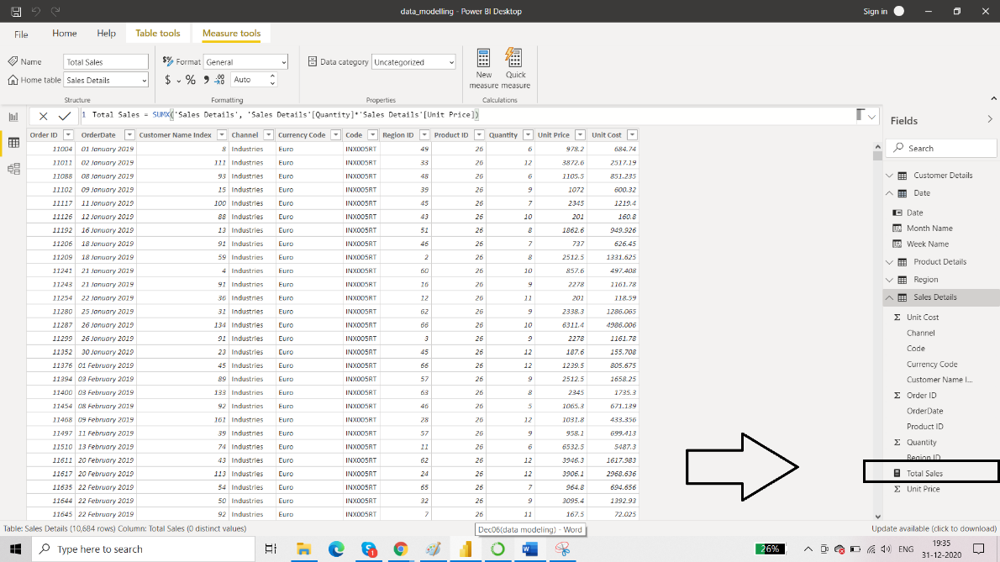 data_modelling - Power BI Desktop
Sign in
File Home Help Table tools Measure tools
Name Total Sales
Home table Sales Details
Structure
Format General
$ % 9 .00 →.0 Auto
Formatting
Data category Uncategorized
Properties
New measure
Quick measure
Calculations
1 Total Sales = SUMX('Sales Details', 'Sales Details'[Quantity]*'Sales Details'[Unit Price])
Order ID OrderDate Customer Name Index Channel Currency Code Code Region ID Product ID Quantity Unit Price Unit Cost
11004 01 January 2019 8 Industries Euro INX005RT 49 26 6 978.2 684.74
11011 02 January 2019 111 Industries Euro INX005RT 33 26 12 3872.6 2517.19
11088 08 January 2019 93 Industries Euro INX005RT 48 26 6 1105.5 851.235
11102 09 January 2019 15 Industries Euro INX005RT 39 26 9 1072 600.32
11117 11 January 2019 100 Industries Euro INX005RT 45 26 7 2345 1219.4
11126 12 January 2019 88 Industries Euro INX005RT 43 26 10 201 160.8
11192 16 January 2019 13 Industries Euro INX005RT 51 26 8 1862.6 949.926
11206 18 January 2019 91 Industries Euro INX005RT 46 26 7 737 626.45
11209 18 January 2019 59 Industries Euro INX005RT 2 26 8 2512.5 1331.625
11241 21 January 2019 4 Industries Euro INX005RT 60 26 10 857.6 497.408
11243 21 January 2019 91 Industries Euro INX005RT 16 26 9 2278 1161.78
11254 22 January 2019 36 Industries Euro INX005RT 12 26 11 201 118.59
11280 25 January 2019 31 Industries Euro INX005RT 62 26 9 2338.3 1286.065
11287 26 January 2019 134 Industries Euro INX005RT 66 26 10 6311.4 4986.006
11299 26 January 2019 91 Industries Euro INX005RT 3 26 9 2278 1161.78
11352 30 January 2019 23 Industries Euro INX005RT 45 26 12 187.6 155.708
11376 01 February 2019 45 Industries Euro INX005RT 66 26 12 1239.5 805.675
11394 03 February 2019 89 Industries Euro INX005RT 57 26 9 2512.5 1658.25
11400 03 February 2019 133 Industries Euro INX005RT 63 26 8 2345 1735.3
11454 08 February 2019 92 Industries Euro INX005RT 46 26 5 1065.3 671.139
11468 09 February 2019 161 Industries Euro INX005RT 28 26 12 1031.8 433.356
11497 11 February 2019 39 Industries Euro INX005RT 57 26 9 958.1 699.413
11510 13 February 2019 74 Industries Euro INX005RT 11 26 6 6532.5 5487.3
11611 20 February 2019 43 Industries Euro INX005RT 62 26 12 3946.3 1617.983
11617 20 February 2019 113 Industries Euro INX005RT 24 26 12 3906.1 2968.636
11635 22 February 2019 54 Industries Euro INX005RT 65 26 7 964.8 694.656
11644 22 February 2019 50 Industries Euro INX005RT 32 26 9 3095.4 1392.93
11645 22 February 2019 92 Industries Euro INX005RT 7 26 11 167.5 72.025
Fields
Search
Customer Details
Date
Date
Month Name
Week Name
Product Details
Region
Sales Details
Unit Cost
Channel
Code
Currency Code
Customer Name I...
Order ID
OrderDate
Product ID
Quantity
Region ID
Total Sales
Unit Price
Table: Sales Details (10,684 rows) Column: Total Sales (0 distinct values)
Dec06(data modeling) - Word
Update available (click to download)
Type here to search
26%
ENG
19:35
31-12-2020